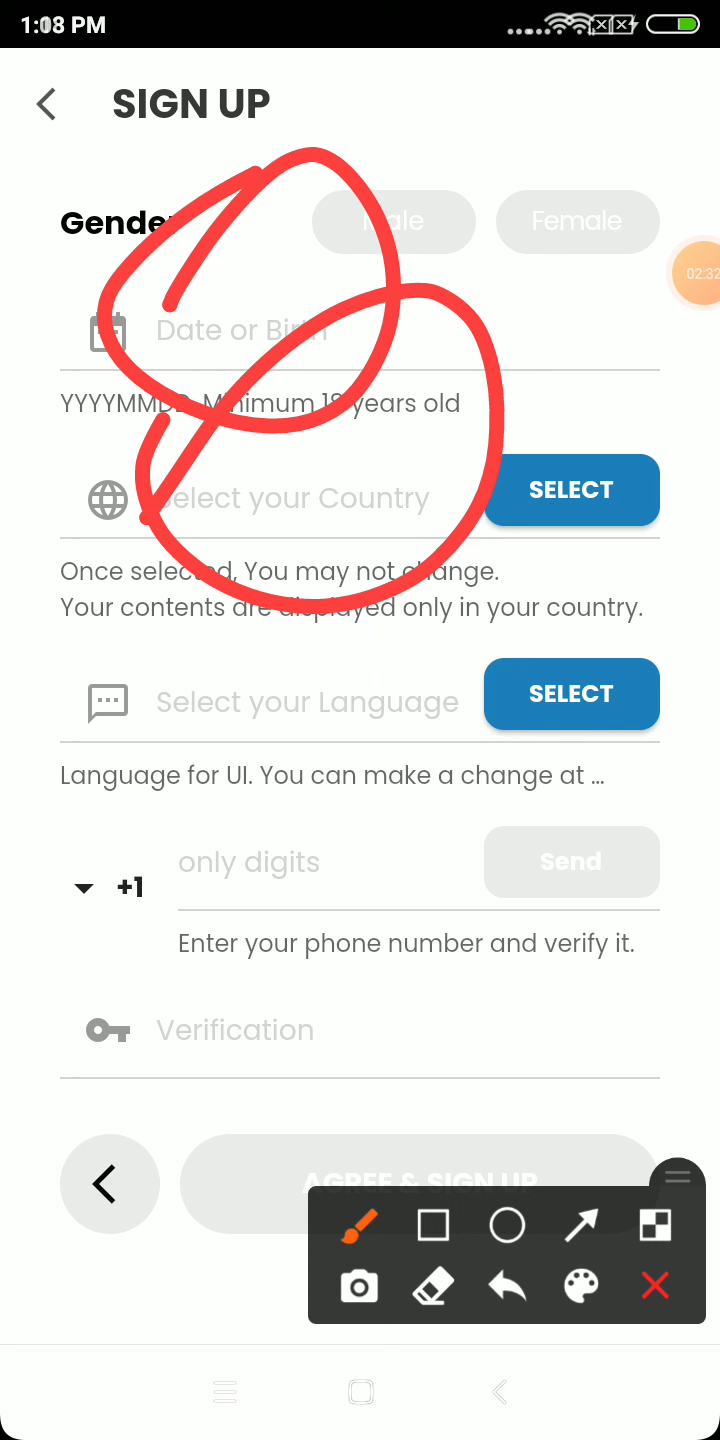 1:08 PM
SIGN UP
Gender
Male
Female
02:32
Date or Birth
YYYYMMDD, Minimum 18 years old
Select your Country
SELECT
Once selected, You may not change.
Your contents are displayed only in your country.
Select your Language
SELECT
Language for UI. You can make a change at ...
+1
only digits
Send
Enter your phone number and verify it.
Verification
AGREE & SIGN UP